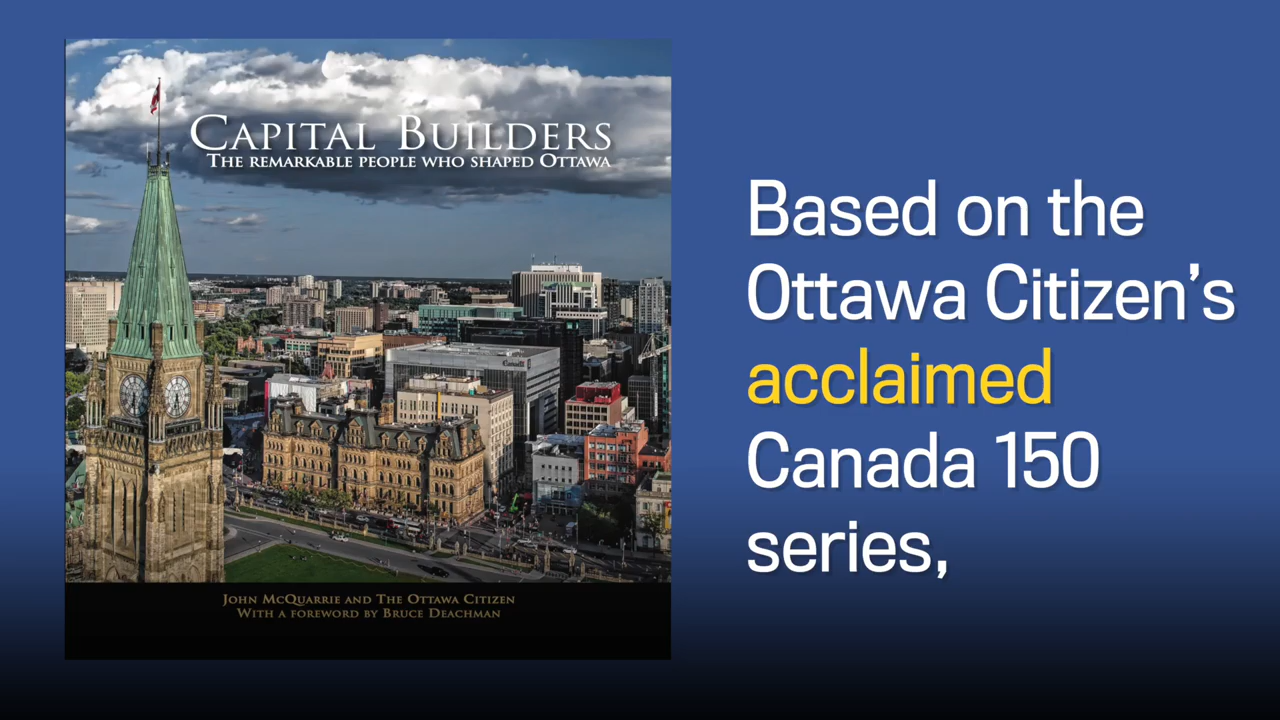 CAPITAL BUILDERS
THE REMARKABLE PEOPLE WHO SHAPED OTTAWA
Canada
JOHN MCQUARRIE AND THE OTTAWA CITIZEN
WITH A FOREWORD BY BRUCE DEACHMAN
Based on the
Ottawa Citizen's
acclaimed
Canada 150
series,